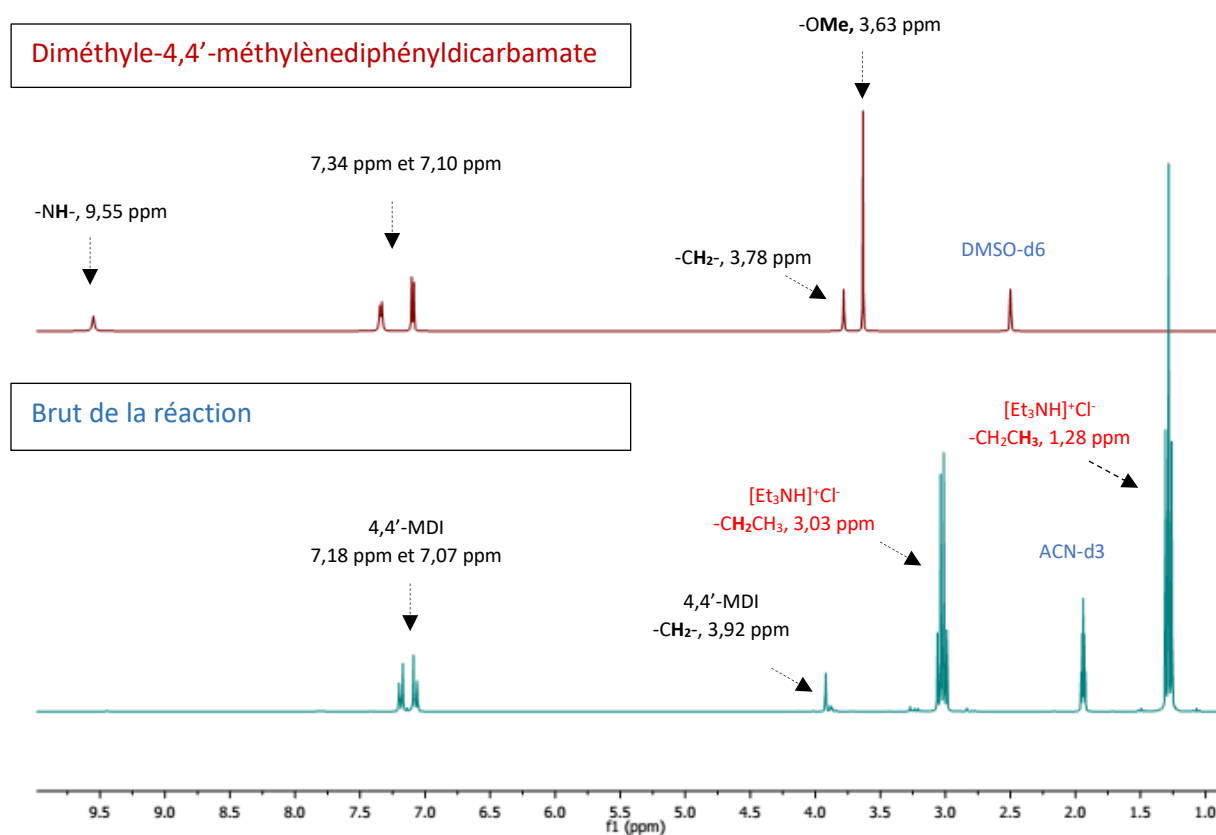 -OMe, 3,63 ppm
Diméthyle-4,4’-méthylènediphényldicarbamate
7,34 ppm et 7,10 ppm
-NH-, 9,55 ppm
-CH₂-, 3,78 ppm
DMSO-d6
Brut de la réaction
[Et₃NH]⁺Cl⁻
-CH₂CH₃, 1,28 ppm
[Et₃NH]⁺Cl⁻
-CH₂CH₃, 3,03 ppm
4,4’-MDI
7,18 ppm et 7,07 ppm
ACN-d3
4,4’-MDI
-CH₂-, 3,92 ppm
9.5 9.0 8.5 8.0 7.5 7.0 6.5 6.0 5.5 5.0 4.5 4.0 3.5 3.0 2.5 2.0 1.5 1.0
f1 (ppm)